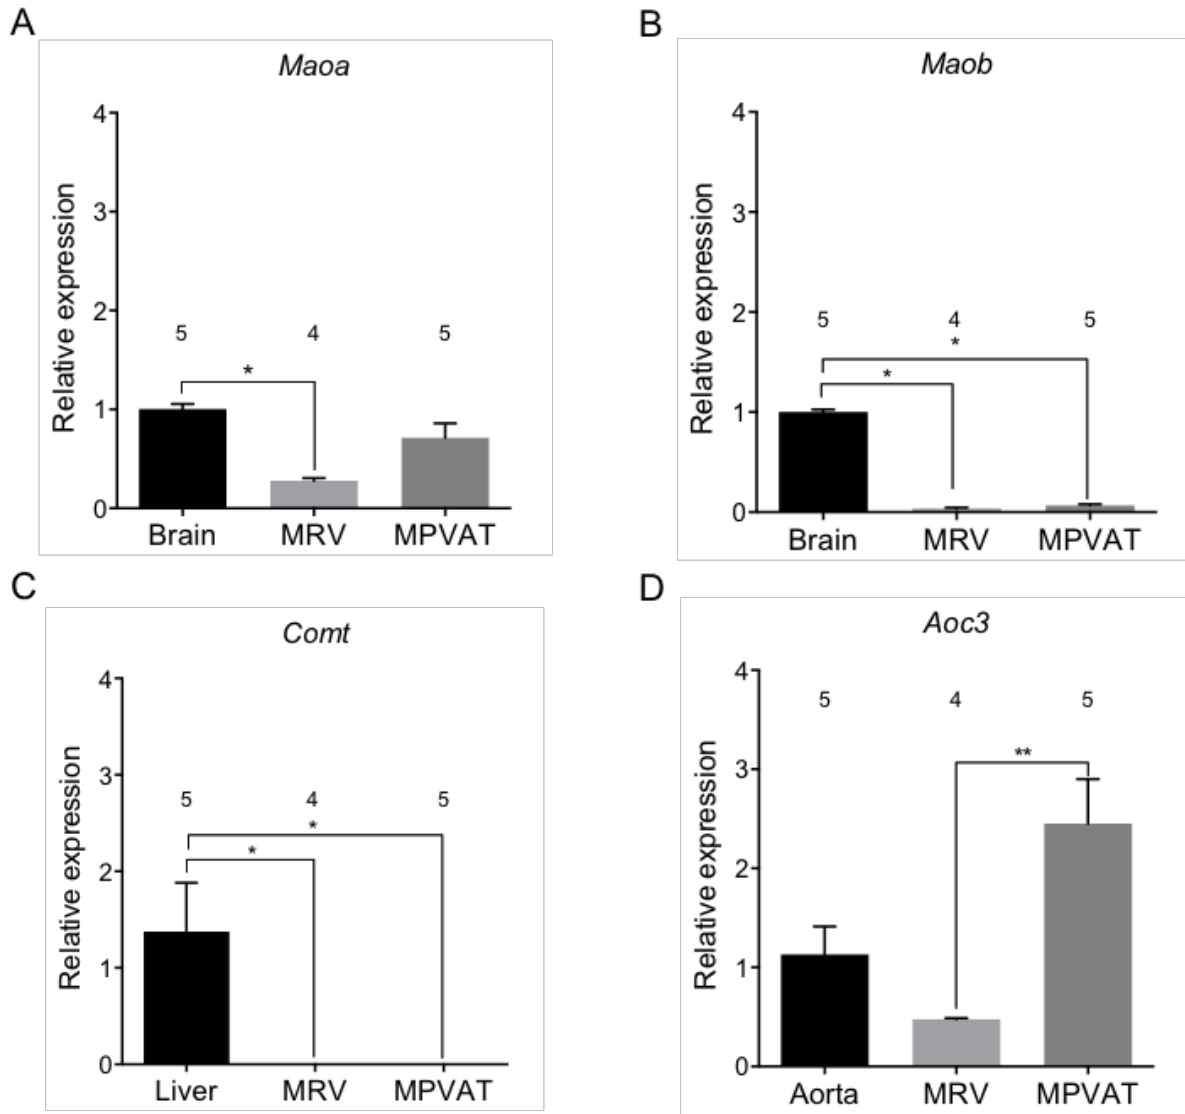 A
Maoa
Relative expression
4
3
2
1
0
5 4 5
*
Brain MRV MPVAT
B
Maob
Relative expression
4
3
2
1
0
5 4 5
*
*
Brain MRV MPVAT
C
Comt
Relative expression
4
3
2
1
0
5 4 5
*
*
Liver MRV MPVAT
D
Aoc3
Relative expression
4
3
2
1
0
5 4 5
**
Aorta MRV MPVAT